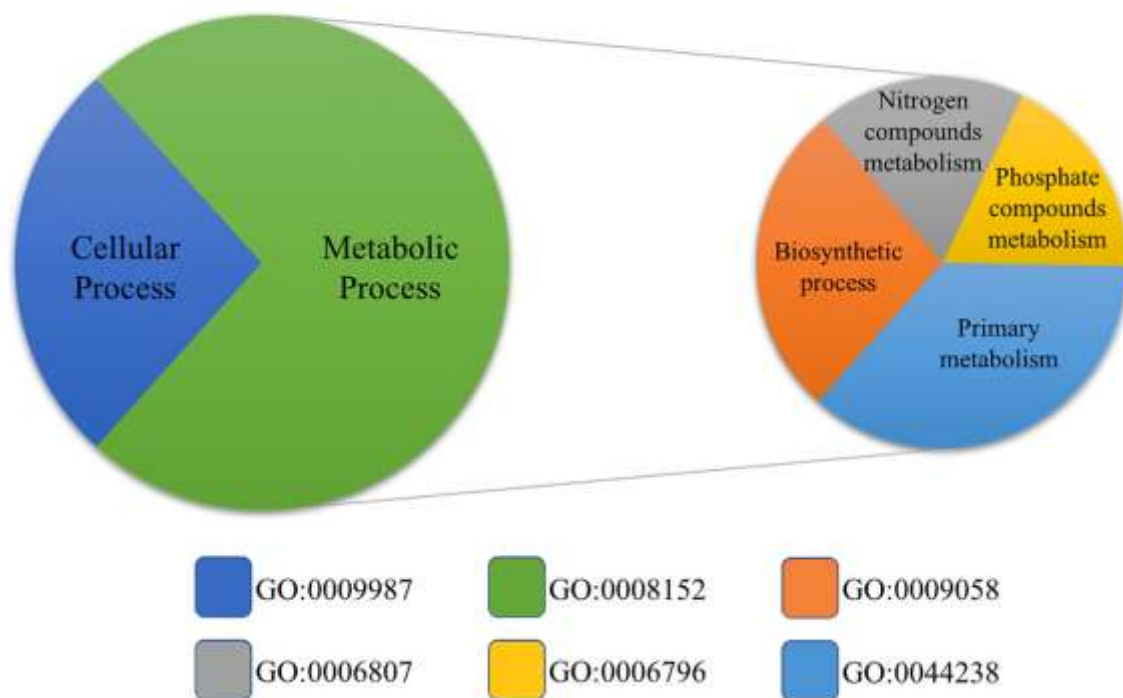 Cellular
Process
Metabolic
Process
Nitrogen
compounds
metabolism
Phosphate
compounds
metabolism
Biosynthetic
process
Primary
metabolism
GO:0009987
GO:0008152
GO:0009058
GO:0006807
GO:0006796
GO:0044238